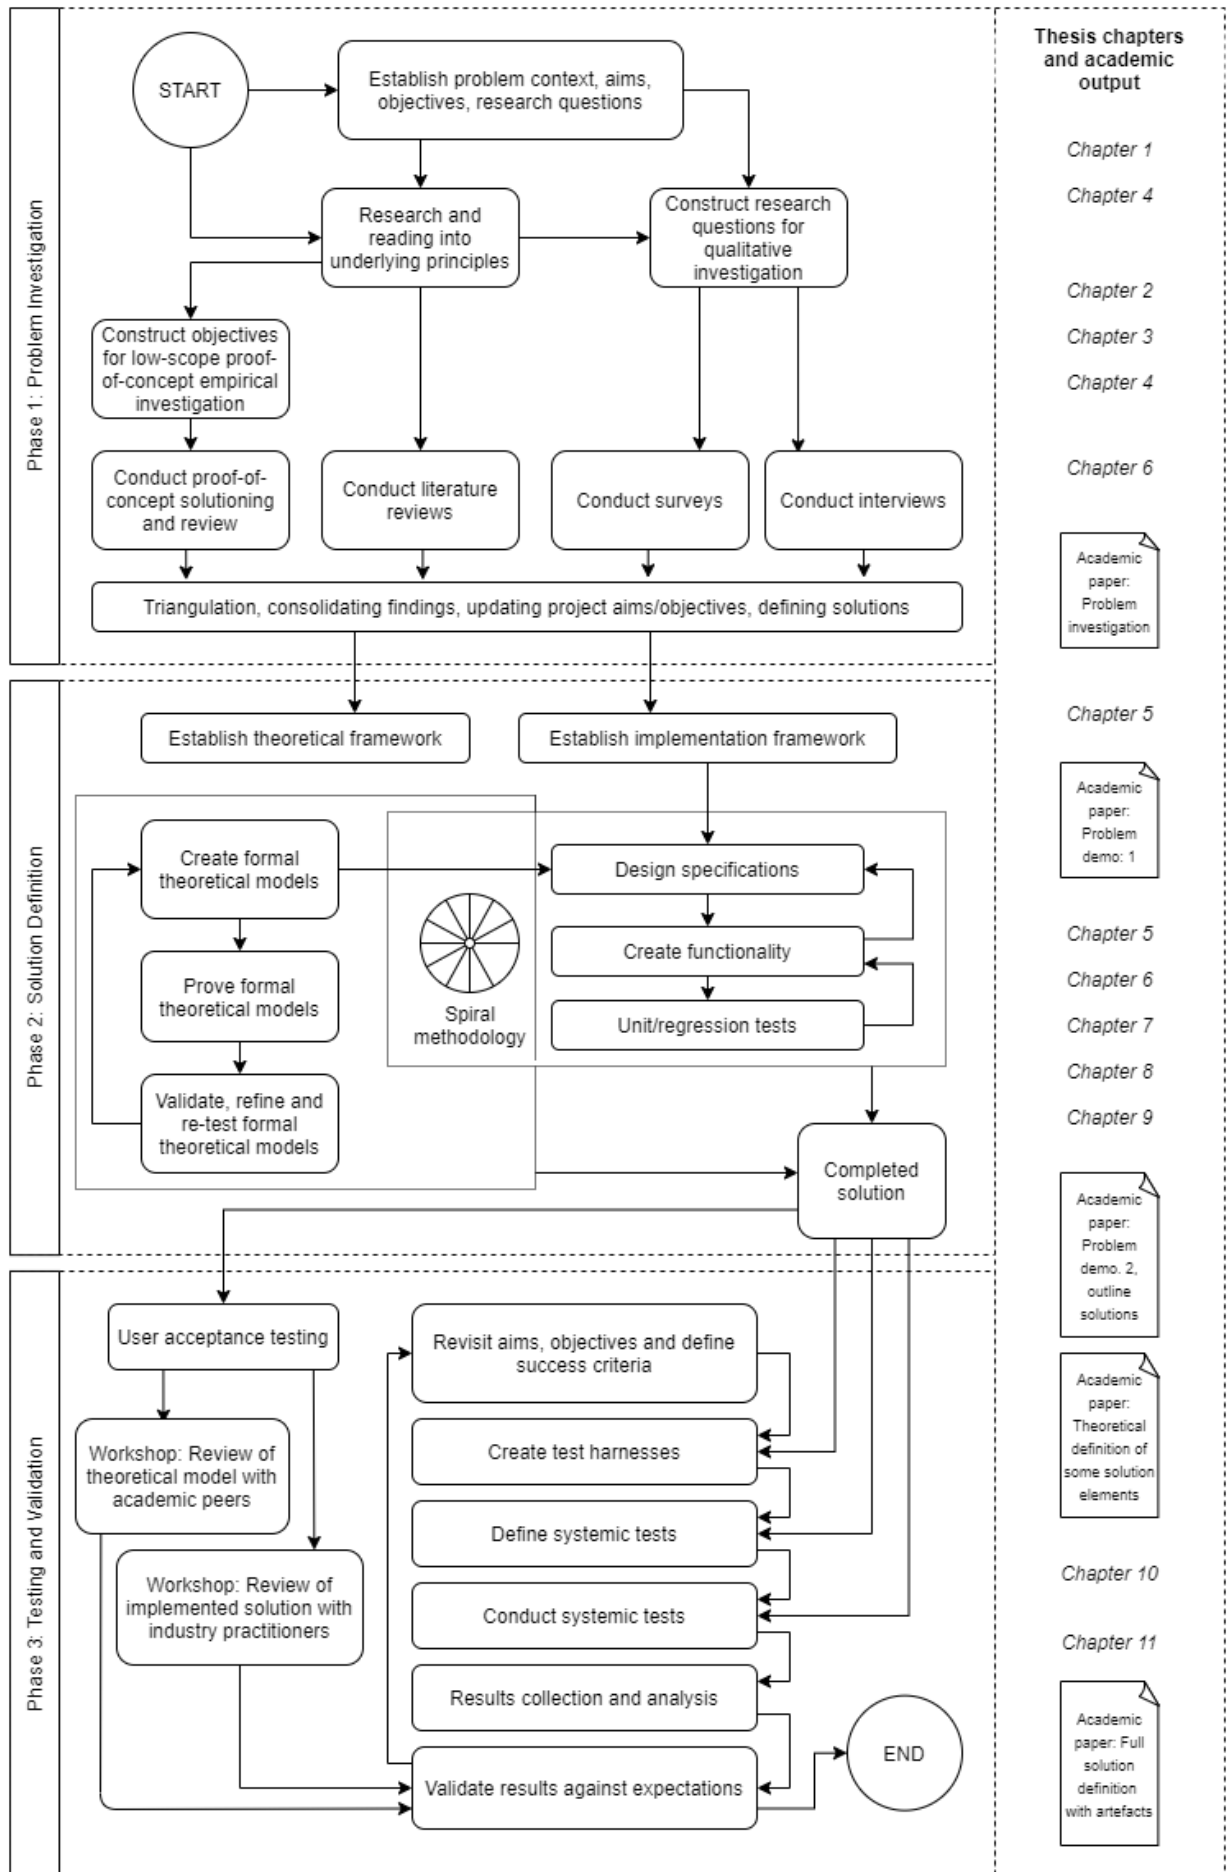 Phase 1: Problem Investigation
START
Establish problem context, aims,
objectives, research questions
Research and
reading into
underlying principles
Construct research
questions for
qualitative
investigation
Construct objectives
for low-scope proof-
of-concept empirical
investigation
Conduct proof-of-
concept solutioning
and review
Conduct literature
reviews
Conduct surveys
Conduct interviews
Triangulation, consolidating findings, updating project aims/objectives, defining solutions
Phase 2: Solution Definition
Establish theoretical framework
Establish implementation framework
Create formal
theoretical models
Prove formal
theoretical models
Validate, refine and
re-test formal
theoretical models
Spiral
methodology
Design specifications
Create functionality
Unit/regression tests
Completed
solution
Phase 3: Testing and Validation
User acceptance testing
Workshop: Review of
theoretical model with
academic peers
Workshop: Review of
implemented solution with
industry practitioners
Revisit aims, objectives and define
success criteria
Create test harnesses
Define systemic tests
Conduct systemic tests
Results collection and analysis
Validate results against expectations
END
Thesis chapters
and academic
output
Chapter 1
Chapter 4
Chapter 2
Chapter 3
Chapter 4
Chapter 6
Academic
paper:
Problem
investigation
Chapter 5
Academic
paper:
Problem
demo: 1
Chapter 5
Chapter 6
Chapter 7
Chapter 8
Chapter 9
Academic
paper:
Problem
demo. 2,
outline
solutions
Academic
paper:
Theoretical
definition of
some solution
elements
Chapter 10
Chapter 11
Academic
paper: Full
solution
definition
with artefacts